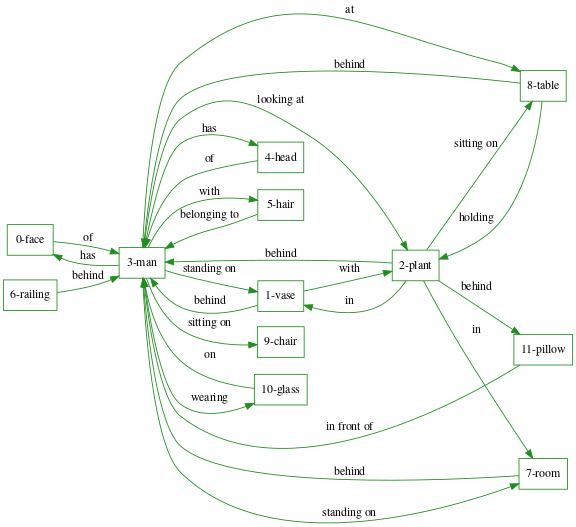 at
behind
8-table
looking at
has
4-head
of
sitting on
with
5-hair
belonging to
holding
0-face
of
has
3-man
behind
2-plant
standing on
with
6-railing
behind
1-vase
behind
in
behind
sitting on
9-chair
in
11-pillow
on
10-glass
wearing
in front of
behind
7-room
standing on